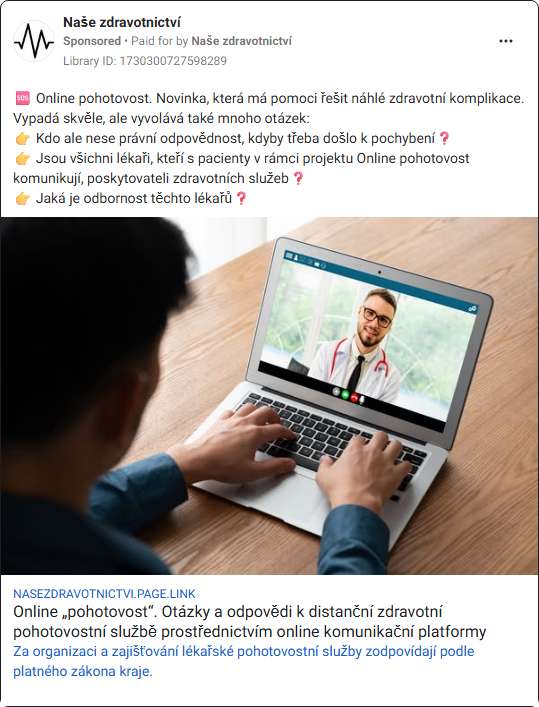 Naše zdravotnictví
Sponsored • Paid for by Naše zdravotnictví
Library ID: 1730300727598289
🆘 Online pohotovost. Novinka, která má pomoci řešit náhlé zdravotní komplikace.
Vypadá skvěle, ale vyvolává také mnoho otázek:
👉 Kdo ale nese právní odpovědnost, kdyby třeba došlo k pochybení❓
👉 Jsou všichni lékaři, kteří s pacienty v rámci projektu Online pohotovost
komunikují, poskytovateli zdravotních služeb❓
👉 Jaká je odbornost těchto lékařů❓
NASEZDRAVOTNICTVI.PAGE.LINK
Online „pohotovost“. Otázky a odpovědi k distanční zdravotní
pohotovostní službě prostřednictvím online komunikační platformy
Za organizaci a zajišťování lékařské pohotovostní služby zodpovídají podle
platného zákona kraje.